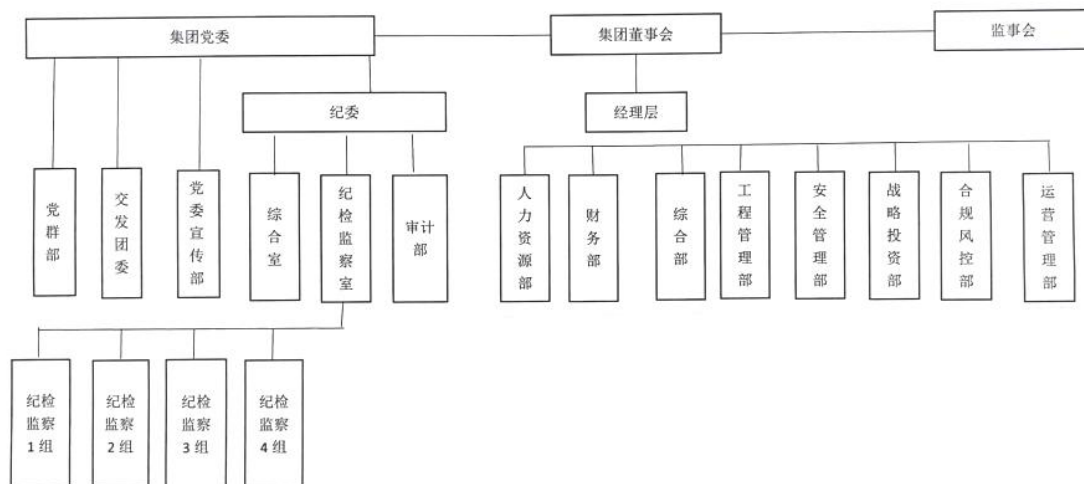 集团党委
集团董事会
监事会
纪委
经理层
党群部
交发团委
党委宣传部
综合室
纪检监察室
审计部
人力资源部
财务部
综合部
工程管理部
安全管理部
战略投资部
合规风控部
运营管理部
纪检
监察
1 组
纪检
监察
2 组
纪检
监察
3 组
纪检
监察
4 组